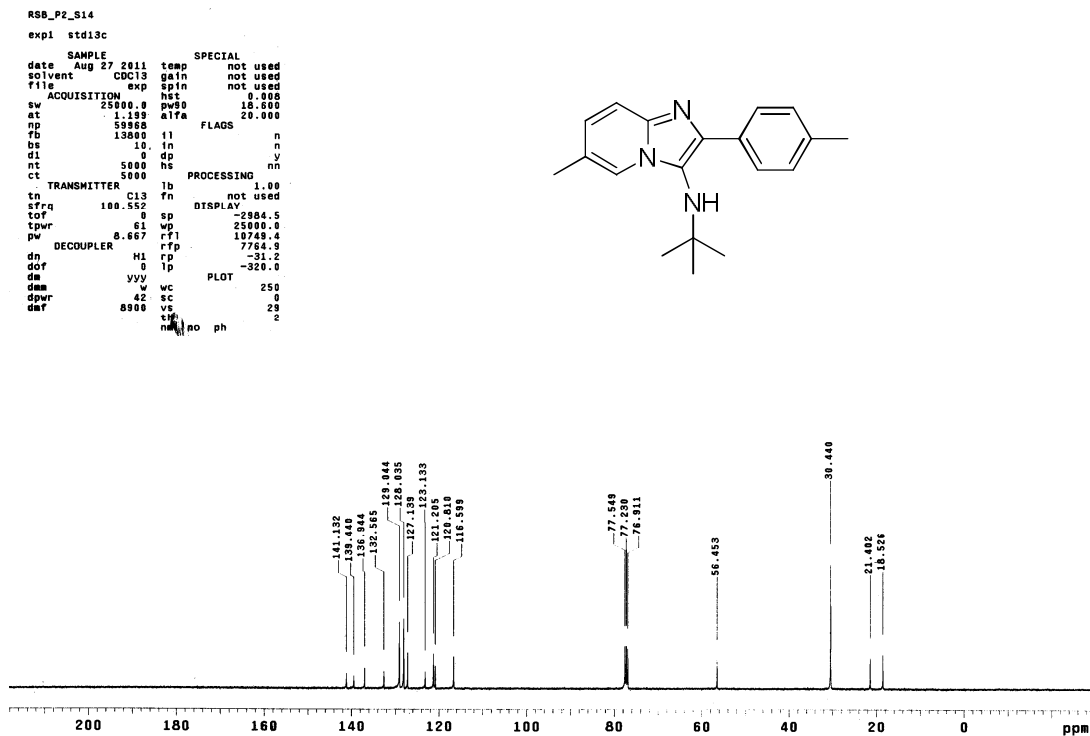 RSB_P2_S14
exp1 std13c
SAMPLE SPECIAL
date Aug 27 2011 temp not used
solvent CDCl3 gain not used
file exp spin not used
ACQUISITION hst 0.008
sw 25000.0 pw90 18.600
at 1.199 alfa 20.000
np 59968 FLAGS
fb 13800 il n
bs 10 in n
d1 0 dp y
nt 5000 hs nn
ct 5000 PROCESSING
TRANSMITTER lb 1.00
tn C13 fn not used
sfrq 100.552 DISPLAY
tof 0 sp -2984.5
tpwr 61 wp 25000.0
pw 8.667 rfl 10749.4
DECOUPLER rfp 7764.9
dn H1 rp -31.2
dof 0 lp -320.0
dm yyy PLOT
dmm w wc 250
dpwr 42 sc 0
dmf 8900 vs 29
th 2
no ph
N
N
NH
141.132
139.440
136.944
132.565
129.044
128.035
127.139
123.133
121.205
120.810
116.599
77.549
77.230
76.911
56.453
30.440
21.402
18.526
200 180 160 140 120 100 80 60 40 20 0 ppm